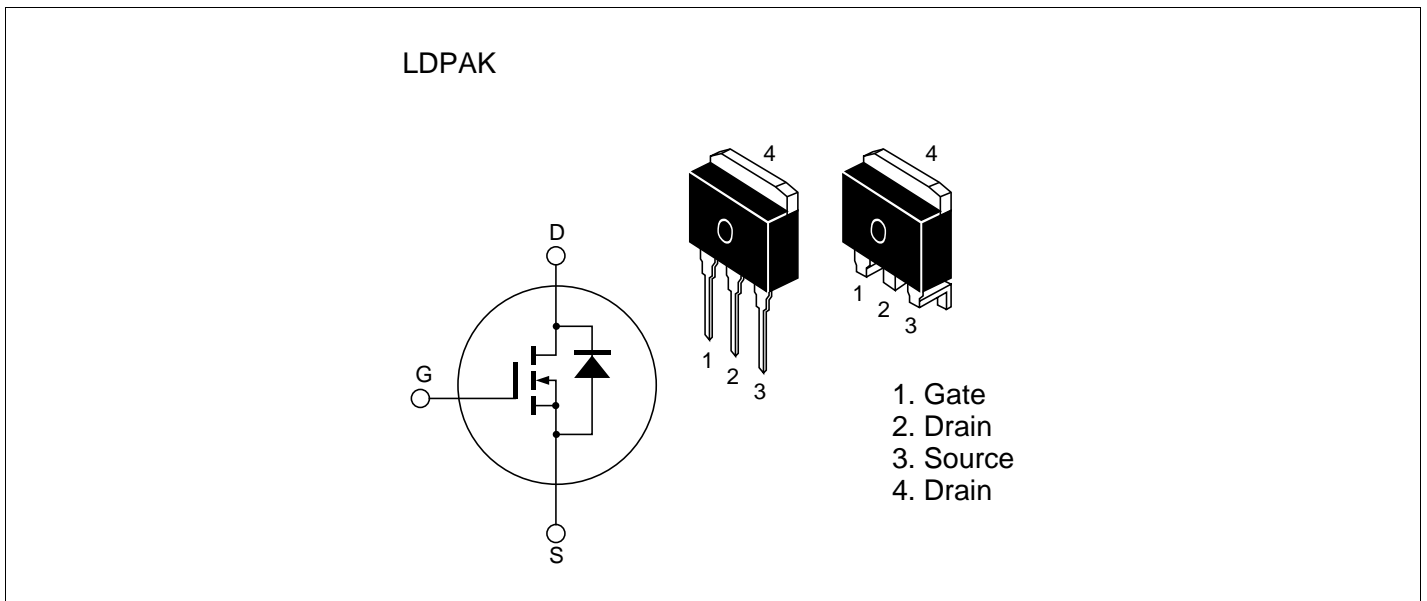 LDPAK
4
4
D
G
S
1
2
3
1
2
3
1. Gate
2. Drain
3. Source
4. Drain